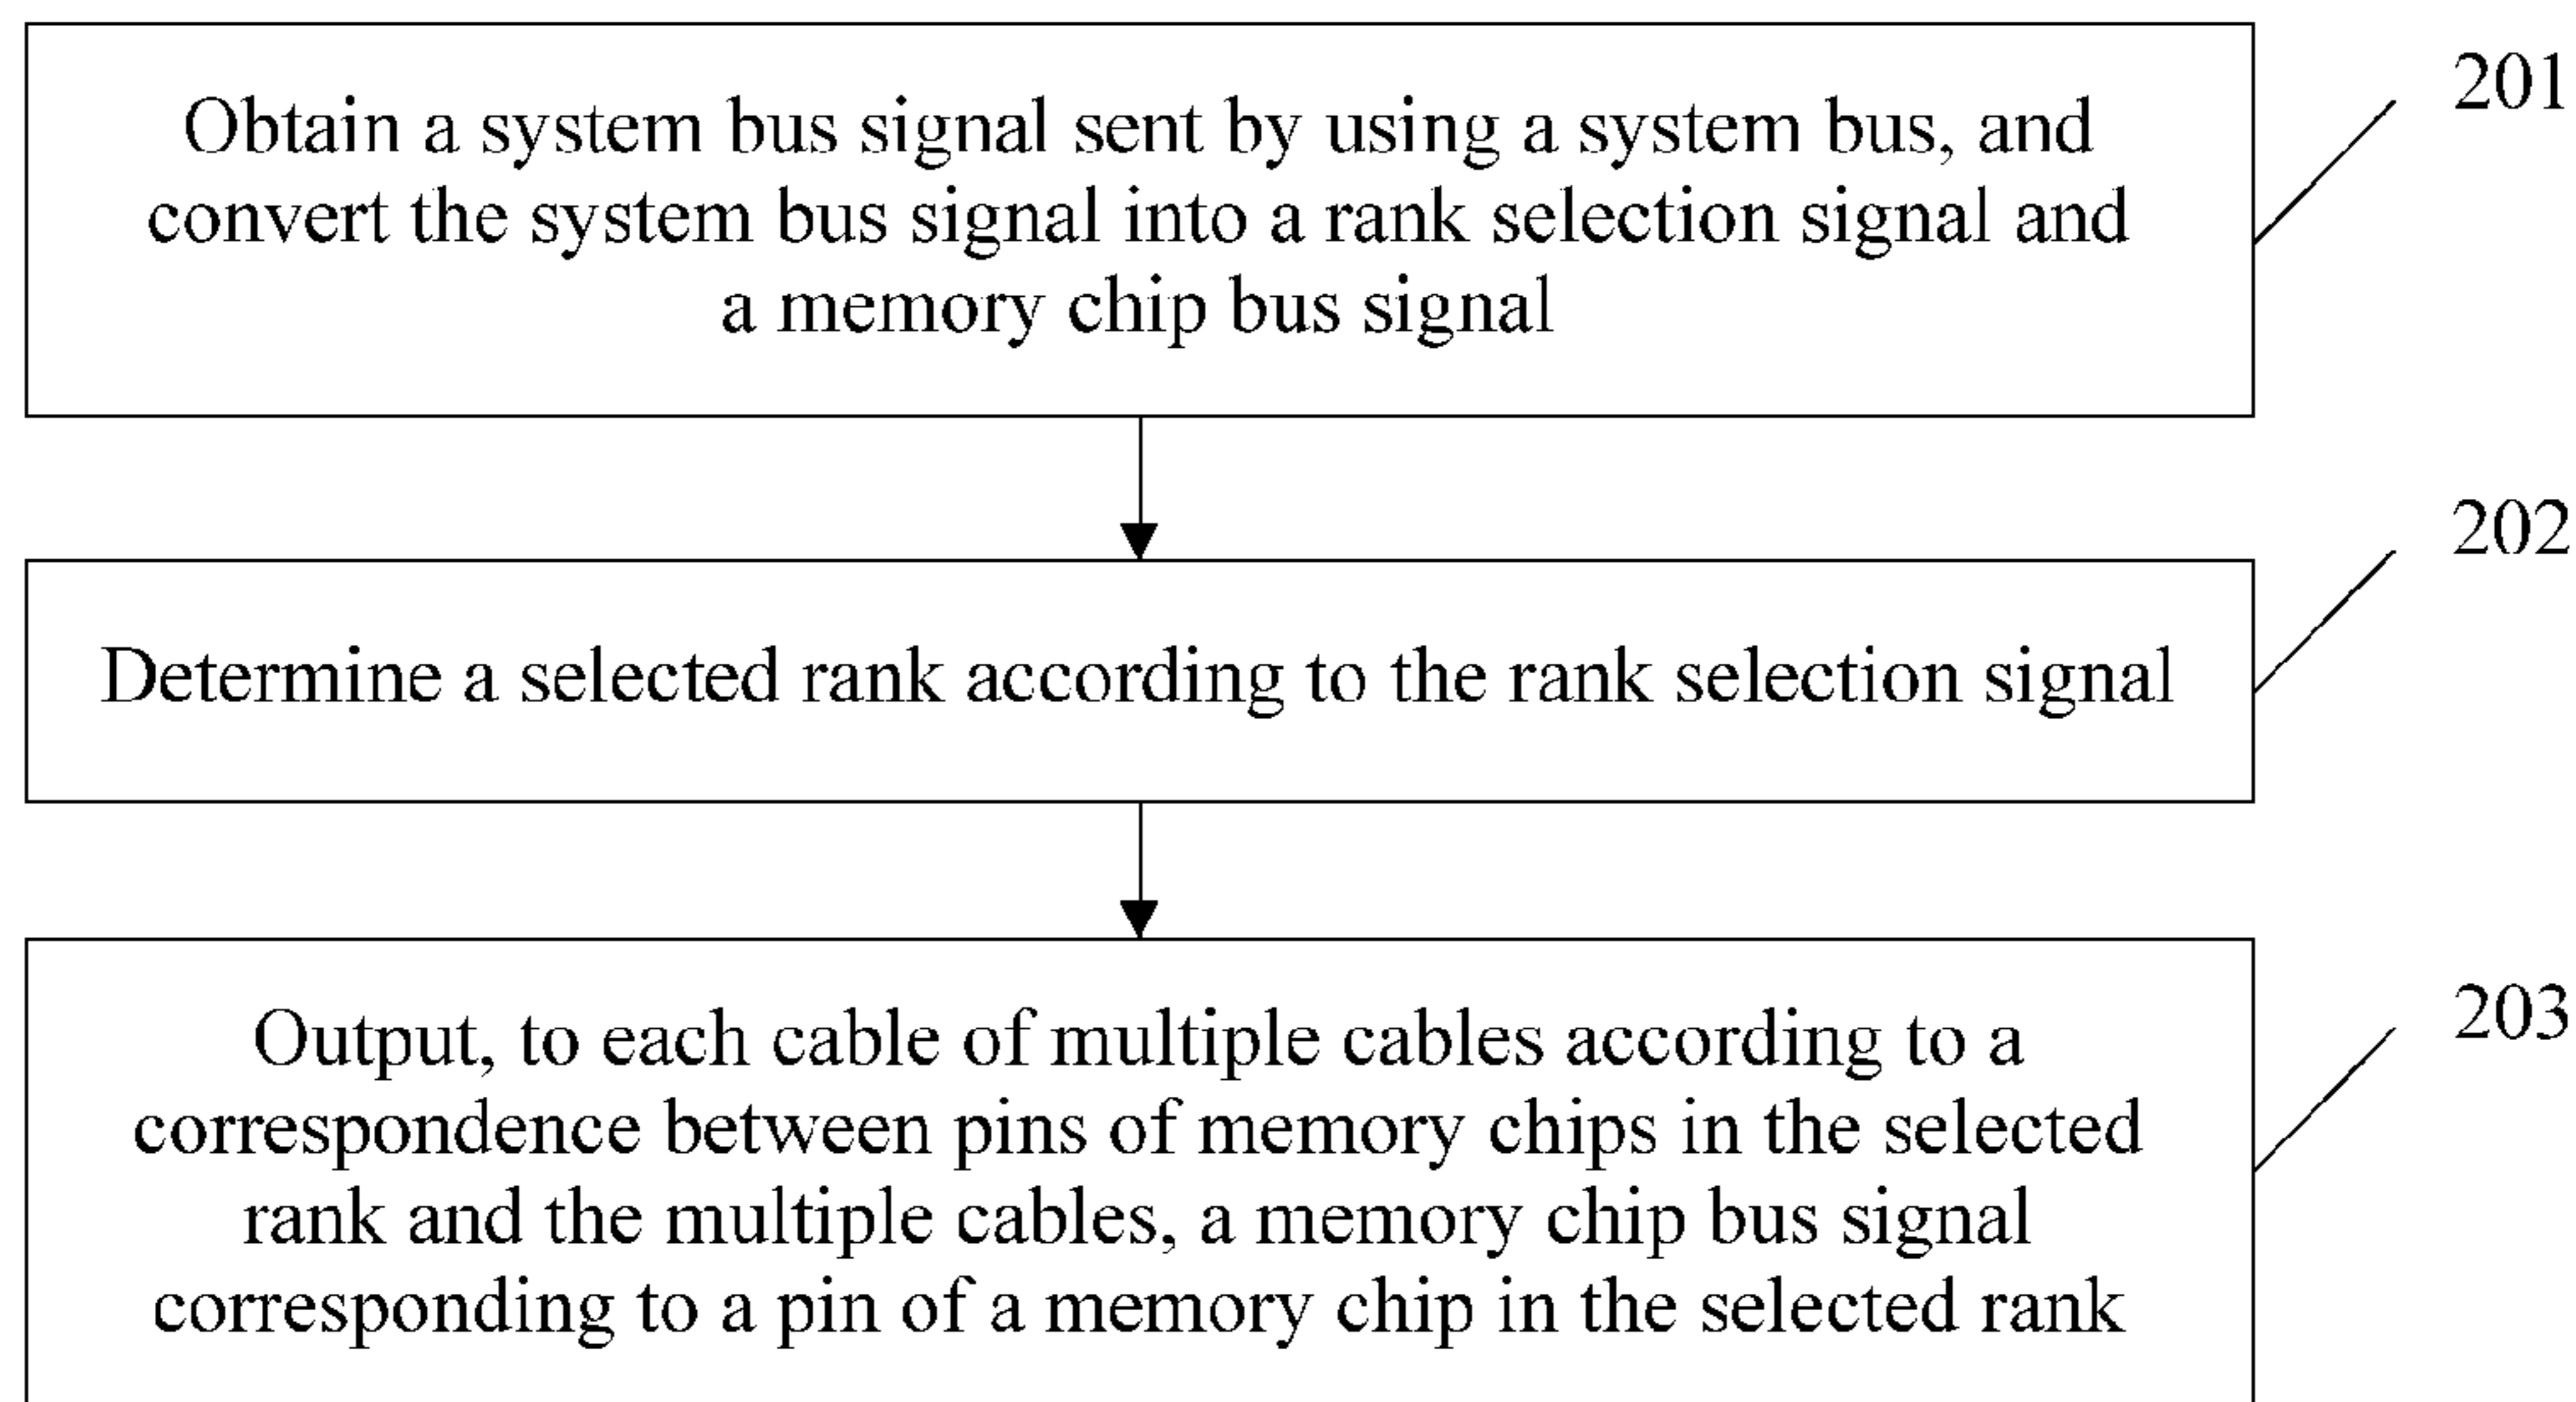 Obtain a system bus signal sent by using a system bus, and
convert the system bus signal into a rank selection signal and
a memory chip bus signal
201
Determine a selected rank according to the rank selection signal
202
Output, to each cable of multiple cables according to a
correspondence between pins of memory chips in the selected
rank and the multiple cables, a memory chip bus signal
corresponding to a pin of a memory chip in the selected rank
203